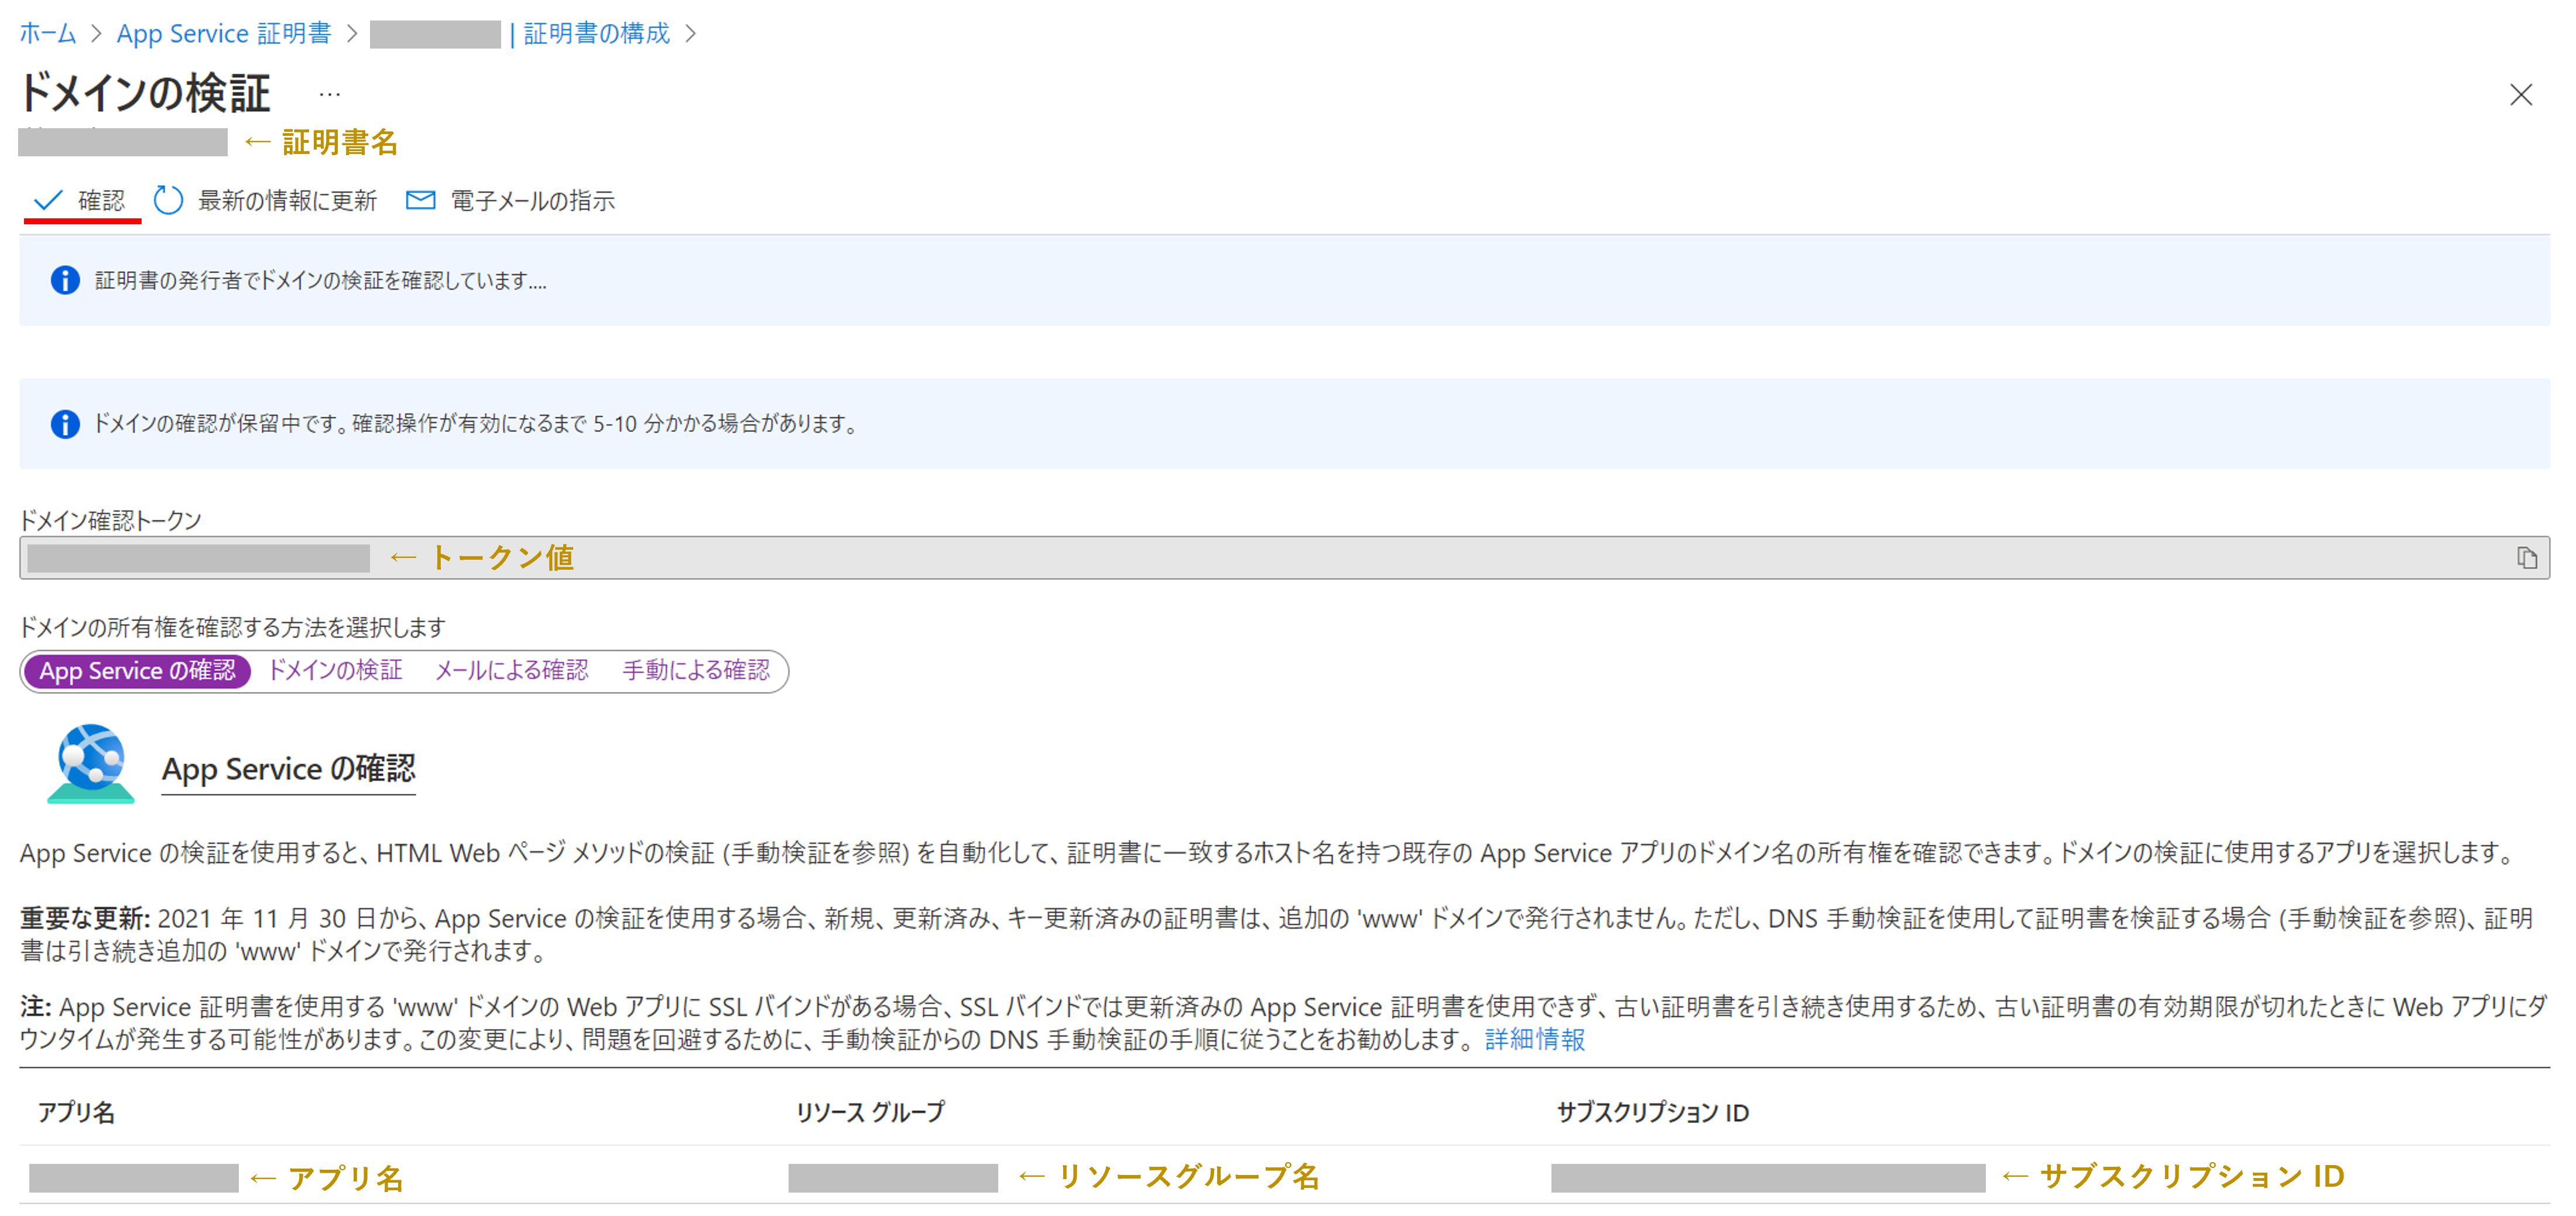 ホーム > App Service 証明書 > | 証明書の構成 >
ドメインの検証 …
← 証明書名
確認 最新の情報に更新 電子メールの指示
証明書の発行者でドメインの検証を確認しています....
ドメインの確認が保留中です。確認操作が有効になるまで 5-10 分かかる場合があります。
ドメイン確認トークン
← トークン値
ドメインの所有権を確認する方法を選択します
App Service の確認 ドメインの検証 メールによる確認 手動による確認
App Service の確認
App Service の検証を使用すると、HTML Web ページ メソッドの検証 (手動検証を参照) を自動化して、証明書に一致するホスト名を持つ既存の App Service アプリのドメイン名の所有権を確認できます。ドメインの検証に使用するアプリを選択します。
重要な更新: 2021 年 11 月 30 日から、App Service の検証を使用する場合、新規、更新済み、キー更新済みの証明書は、追加の 'www' ドメインで発行されません。ただし、DNS 手動検証を使用して証明書を検証する場合 (手動検証を参照)、証明
書は引き続き追加の 'www' ドメインで発行されます。
注: App Service 証明書を使用する 'www' ドメインの Web アプリに SSL バインドがある場合、SSL バインドでは更新済みの App Service 証明書を使用できず、古い証明書を引き続き使用するため、古い証明書の有効期限が切れたときに Web アプリにダ
ウンタイムが発生する可能性があります。この変更により、問題を回避するために、手動検証からの DNS 手動検証の手順に従うことをお勧めします。 詳細情報
アプリ名 リソース グループ サブスクリプション ID
← アプリ名 ← リソースグループ名 ← サブスクリプション ID